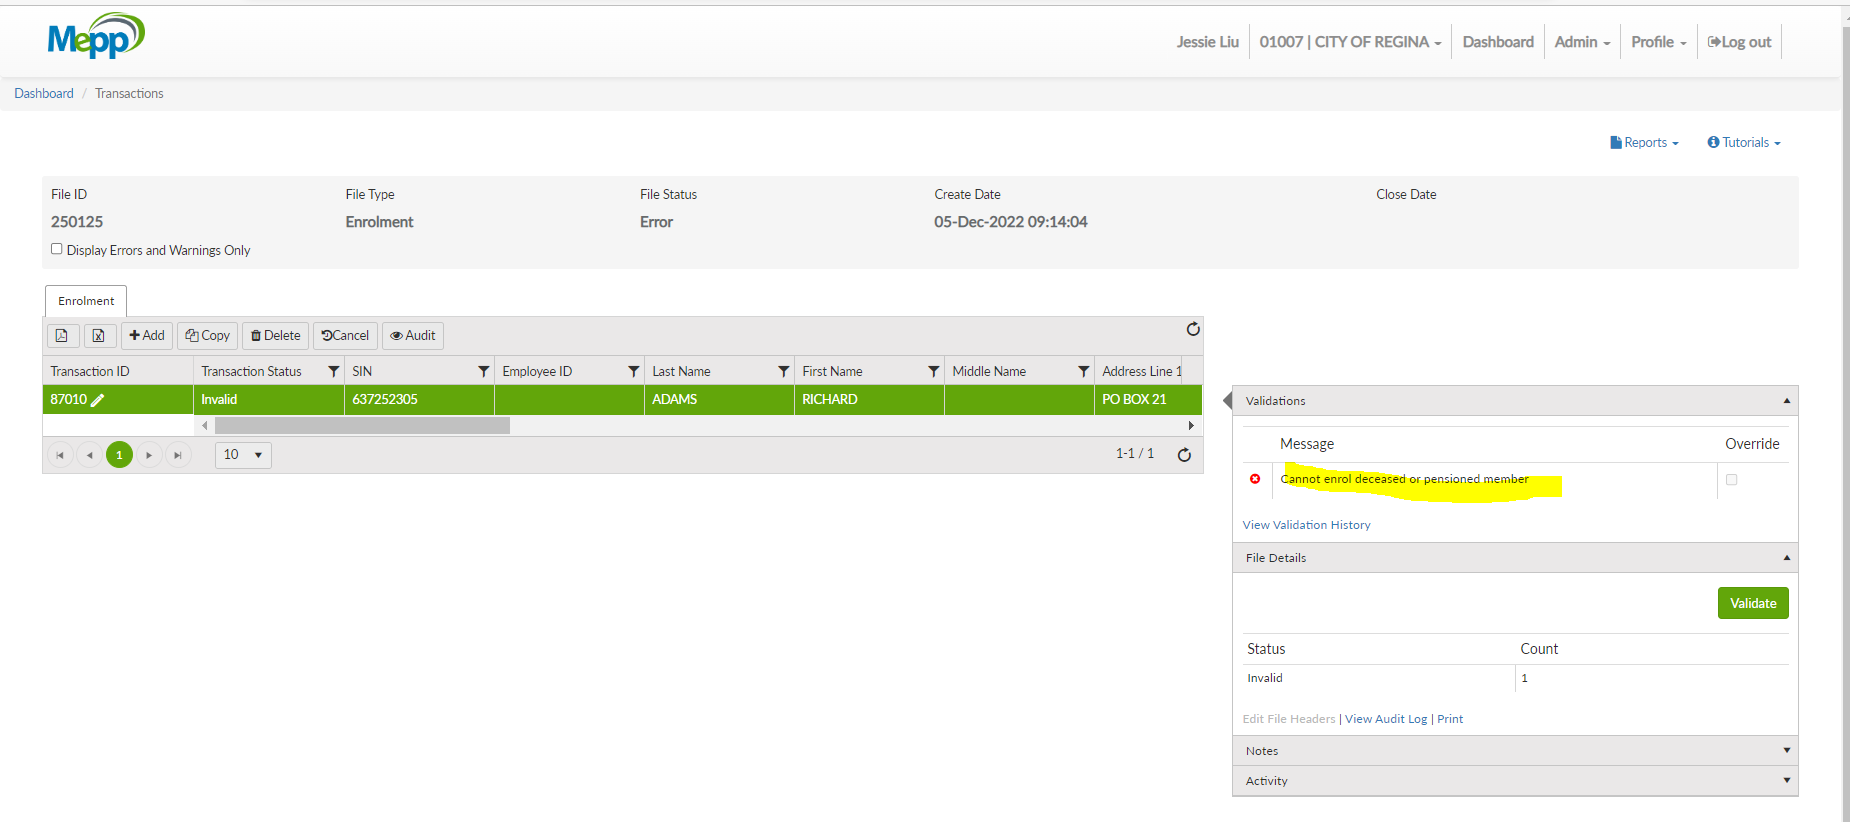 Mepp
Jessie Liu
01007 | CITY OF REGINA
Dashboard
Admin
Profile
Log out
Dashboard / Transactions
Reports
Tutorials
File ID
File Type
File Status
Create Date
Close Date
250125
Enrolment
Error
05-Dec-2022 09:14:04
Display Errors and Warnings Only
Enrolment
Add
Copy
Delete
Cancel
Audit
Transaction ID
Transaction Status
SIN
Employee ID
Last Name
First Name
Middle Name
Address Line 1
87010
Invalid
637252305
ADAMS
RICHARD
PO BOX 21
1
10
1-1 / 1
Validations
Message
Override
Cannot enrol deceased or pensioned member
View Validation History
File Details
Validate
Status
Count
Invalid
1
Edit File Headers | View Audit Log | Print
Notes
Activity